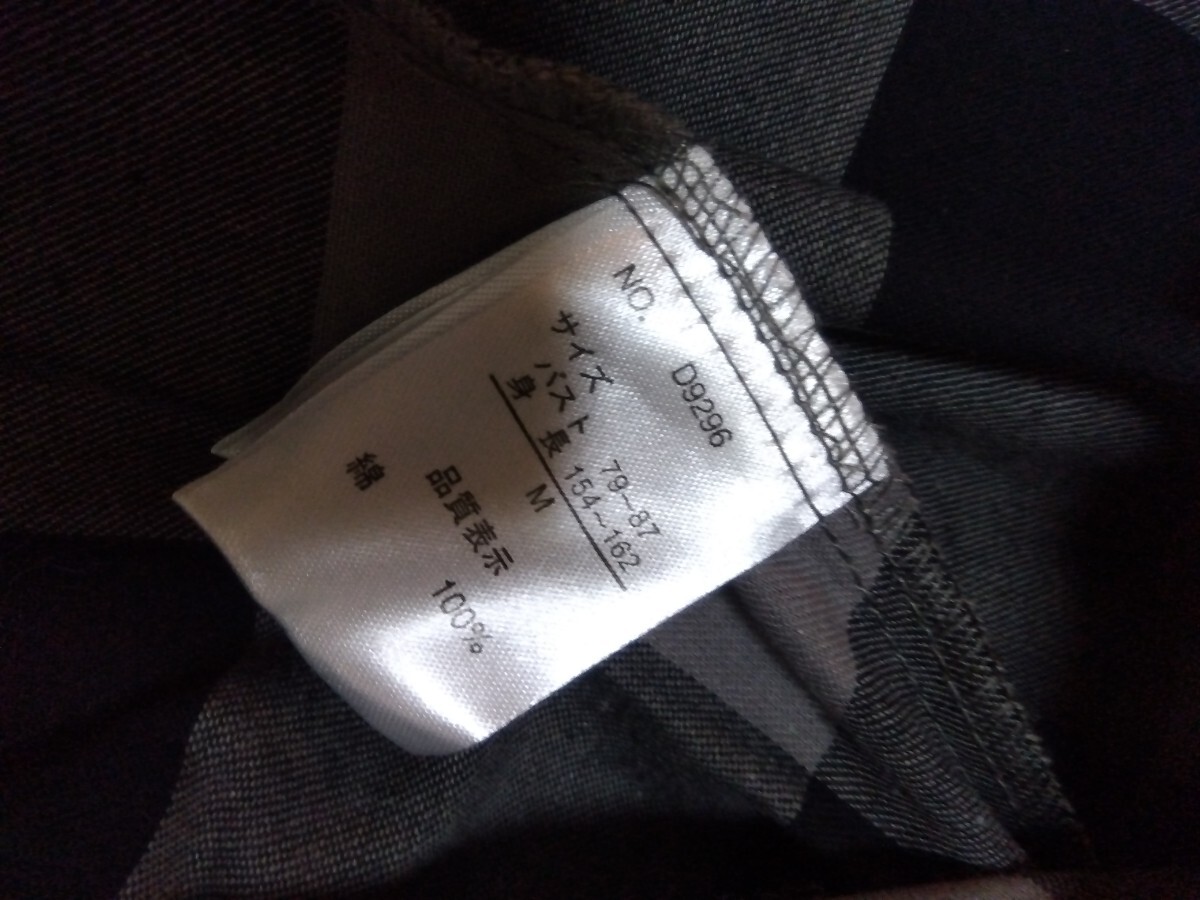 NO. D9296
サイズ
バスト 79~87
身長 154~162
M
品質表示
綿 100%